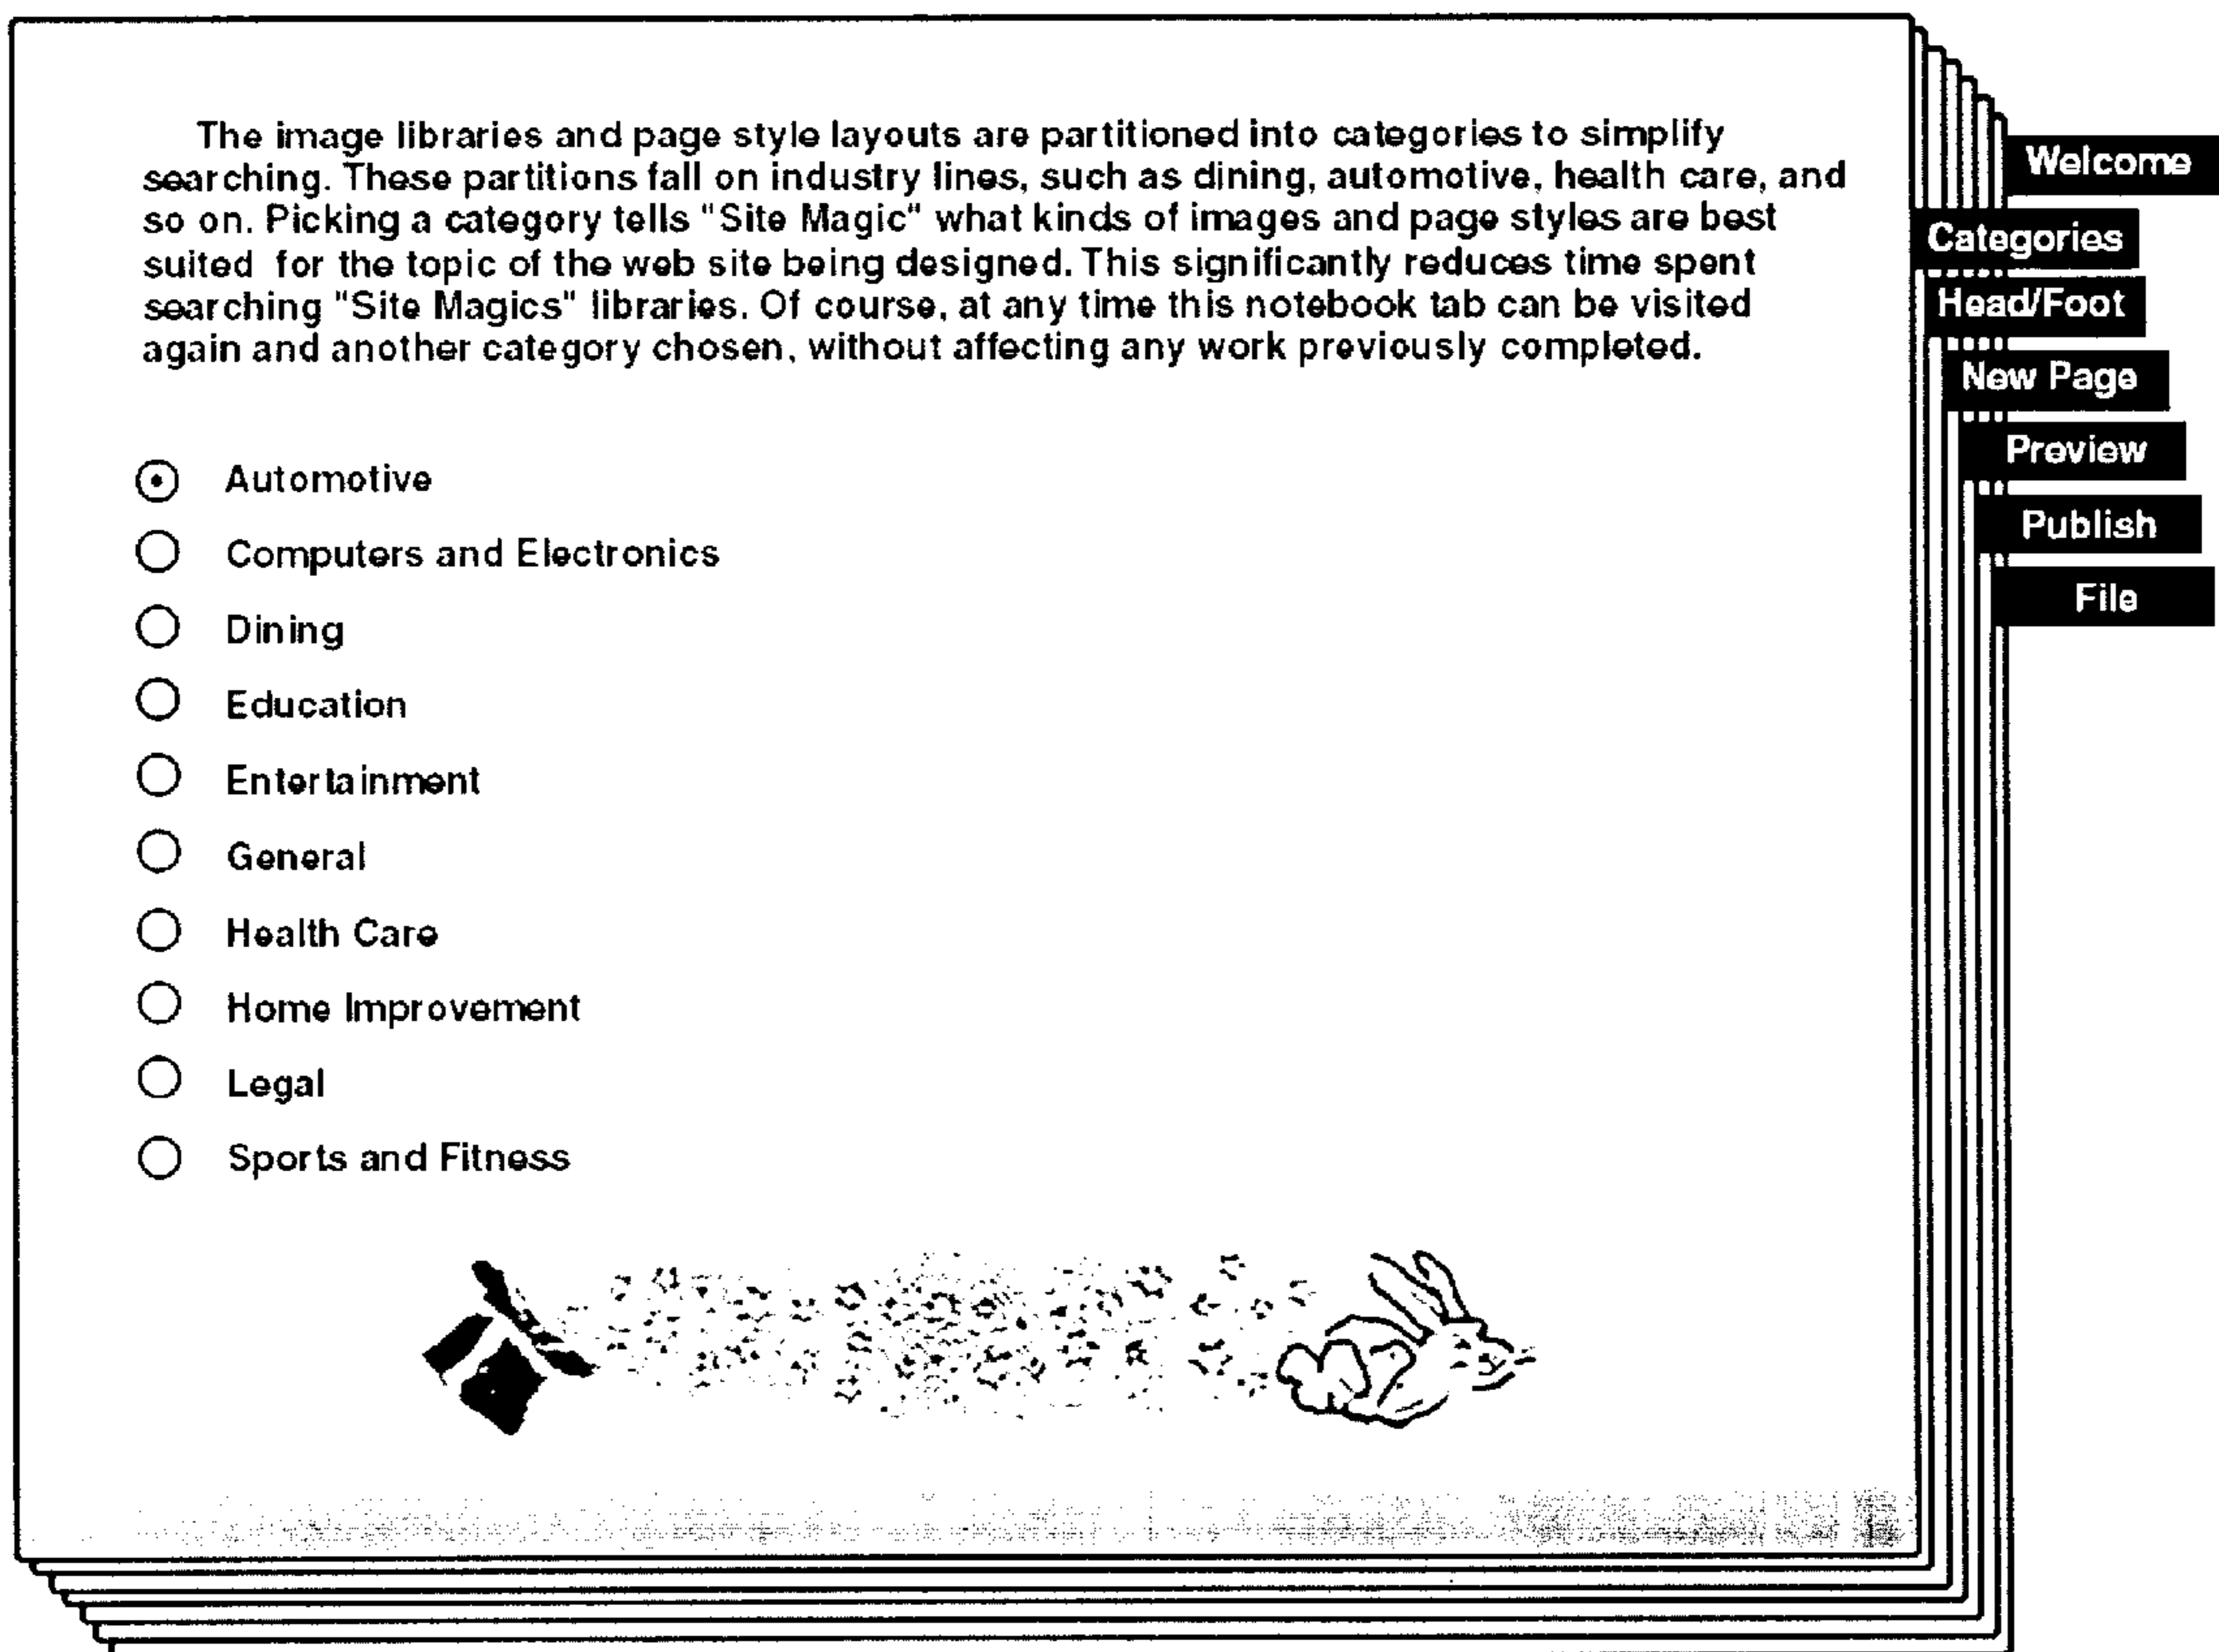 The image libraries and page style layouts are partitioned into categories to simplify
searching. These partitions fall on industry lines, such as dining, automotive, health care, and
so on. Picking a category tells "Site Magic" what kinds of images and page styles are best
suited for the topic of the web site being designed. This significantly reduces time spent
searching "Site Magics" libraries. Of course, at any time this notebook tab can be visited
again and another category chosen, without affecting any work previously completed.
Automotive
Computers and Electronics
Dining
Education
Entertainment
General
Health Care
Home Improvement
Legal
Sports and Fitness
Welcome
Categories
Head/Foot
New Page
Preview
Publish
File